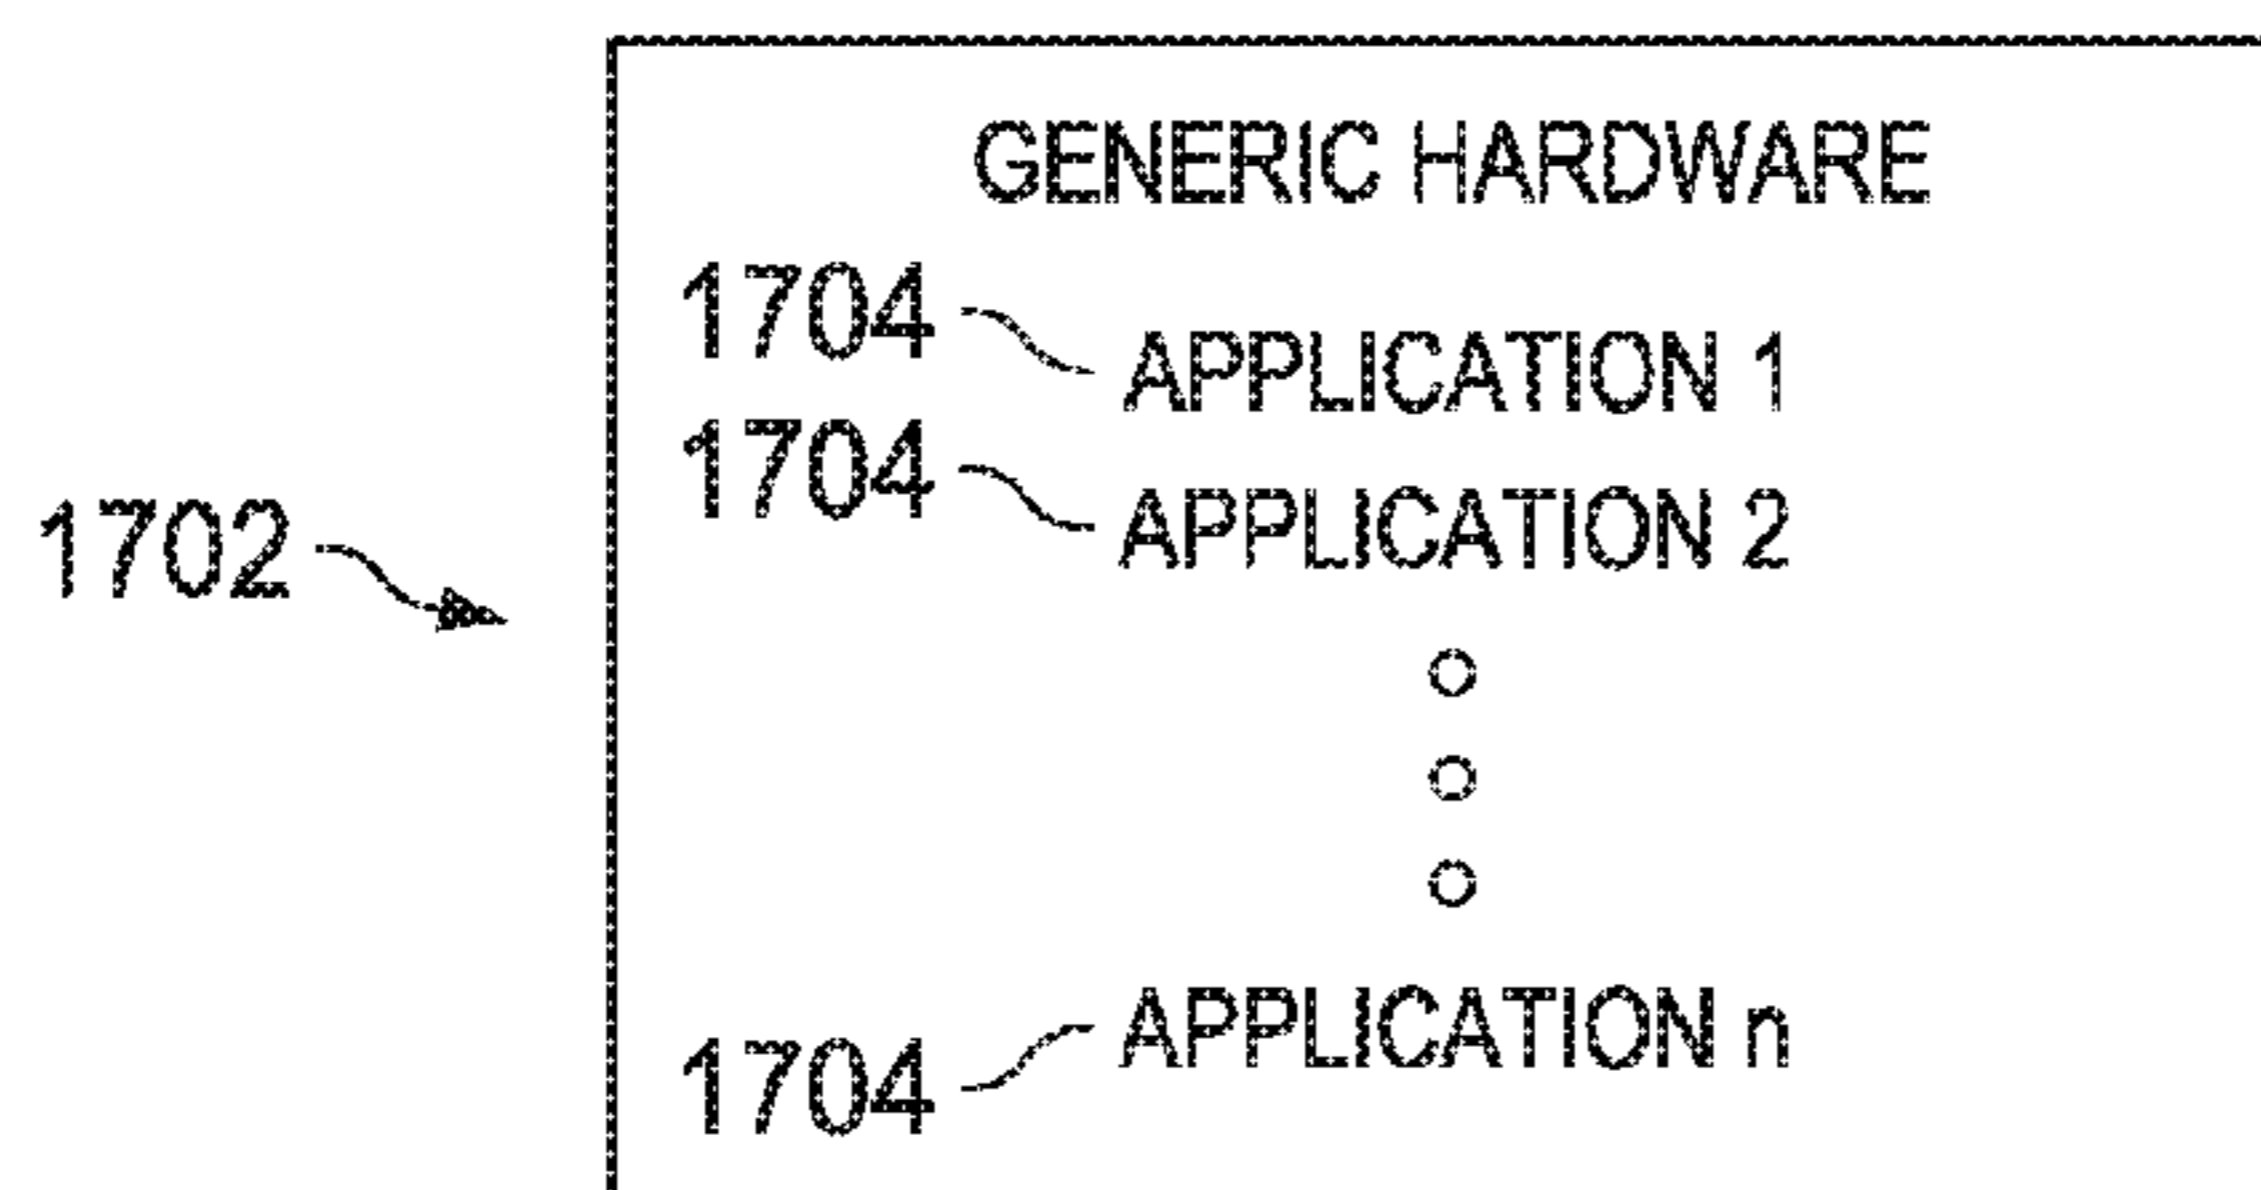 GENERIC HARDWARE
1704 APPLICATION 1
1704 APPLICATION 2
1702
APPLICATION n
1704